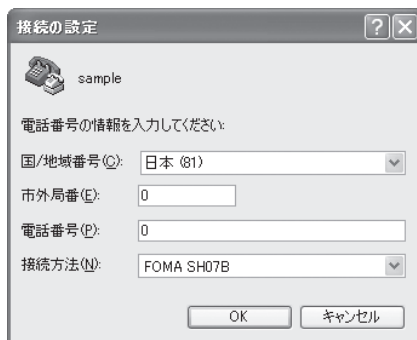 接続の設定
sample
電話番号の情報を入力してください:
国/地域番号(C): 日本 (81)
市外局番(E): 0
電話番号(P): 0
接続方法(N): FOMA SH07B
OK キャンセル